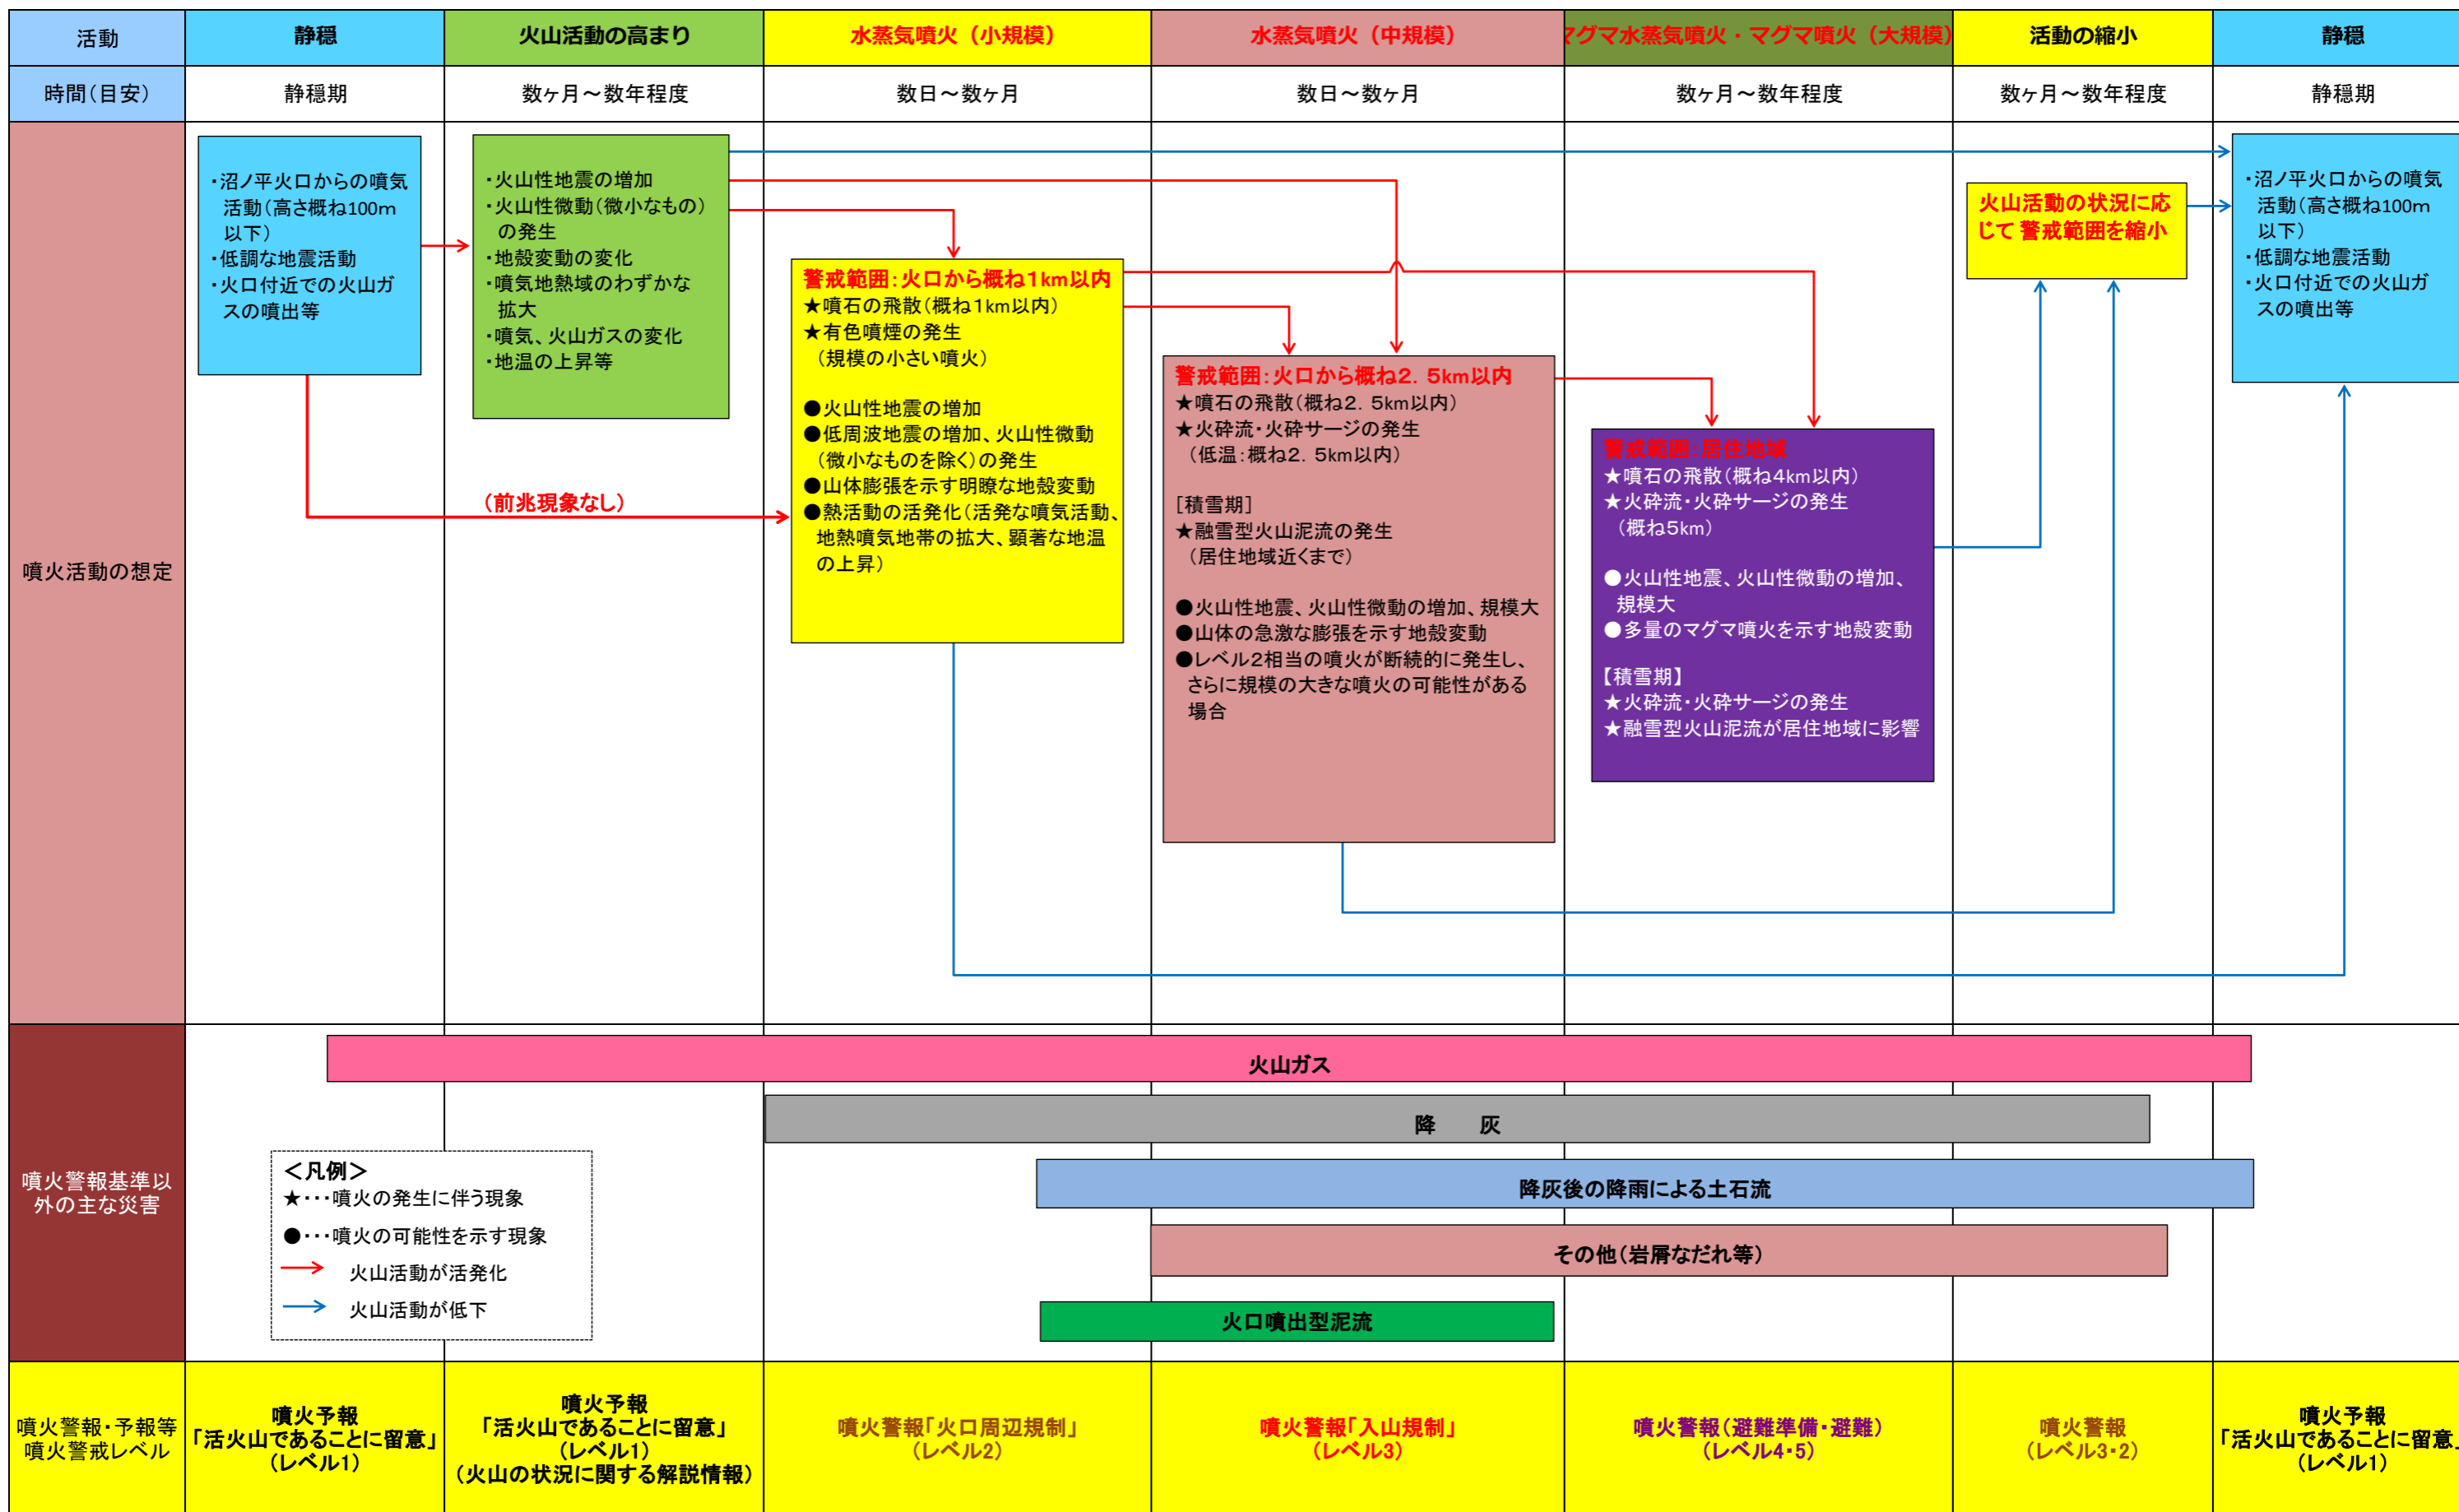 活動
静穏
火山活動の高まり
水蒸気噴火（小規模）
水蒸気噴火（中規模）
マグマ水蒸気噴火・マグマ噴火（大規模）
活動の縮小
静穏
時間（目安）
静穏期
数ヶ月～数年程度
数日～数ヶ月
数日～数ヶ月
数ヶ月～数年程度
数ヶ月～数年程度
静穏期
噴火活動の想定
・沼ノ平火口からの噴気
活動（高さ概ね100m
以下）
・低調な地震活動
・火口付近での火山ガ
スの噴出等
・火山性地震の増加
・火山性微動（微小なもの）
の発生
・地殻変動の変化
・噴気地熱域のわずかな
拡大
・噴気、火山ガスの変化
・地温の上昇等
（前兆現象なし）
警戒範囲：火口から概ね1km以内
★噴石の飛散（概ね1km以内）
★有色噴煙の発生
（規模の小さい噴火）
●火山性地震の増加
●低周波地震の増加、火山性微動
（微小なものを除く）の発生
●山体膨張を示す明瞭な地殻変動
●熱活動の活発化（活発な噴気活動、
地熱噴気地帯の拡大、顕著な地温
の上昇）
警戒範囲：火口から概ね2．5km以内
★噴石の飛散（概ね2．5km以内）
★火砕流・火砕サージの発生
（低温：概ね2．5km以内）
［積雪期］
★融雪型火山泥流の発生
（居住地域近くまで）
●火山性地震、火山性微動の増加、規模大
●山体の急激な膨張を示す地殻変動
●レベル2相当の噴火が断続的に発生し、
さらに規模の大きな噴火の可能性がある
場合
警戒範囲：居住地域
★噴石の飛散（概ね4km以内）
★火砕流・火砕サージの発生
（概ね5km）
●火山性地震、火山性微動の増加、
規模大
●多量のマグマ噴火を示す地殻変動
【積雪期】
★火砕流・火砕サージの発生
★融雪型火山泥流が居住地域に影響
火山活動の状況に応
じて 警戒範囲を縮小
・沼ノ平火口からの噴気
活動（高さ概ね100m
以下）
・低調な地震活動
・火口付近での火山ガ
スの噴出等
噴火警報基準以
外の主な災害
火山ガス
降　灰
降灰後の降雨による土石流
その他（岩屑なだれ等）
火口噴出型泥流
＜凡例＞
★・・・噴火の発生に伴う現象
●・・・噴火の可能性を示す現象
火山活動が活発化
火山活動が低下
噴火警報・予報等
噴火警戒レベル
噴火予報
「活火山であることに留意」
（レベル1）
噴火予報
「活火山であることに留意」
（レベル1）
（火山の状況に関する解説情報）
噴火警報「火口周辺規制」
（レベル2）
噴火警報「入山規制」
（レベル3）
噴火警報（避難準備・避難）
（レベル4・5）
噴火警報
（レベル3・2）
噴火予報
「活火山であることに留意」
（レベル1）